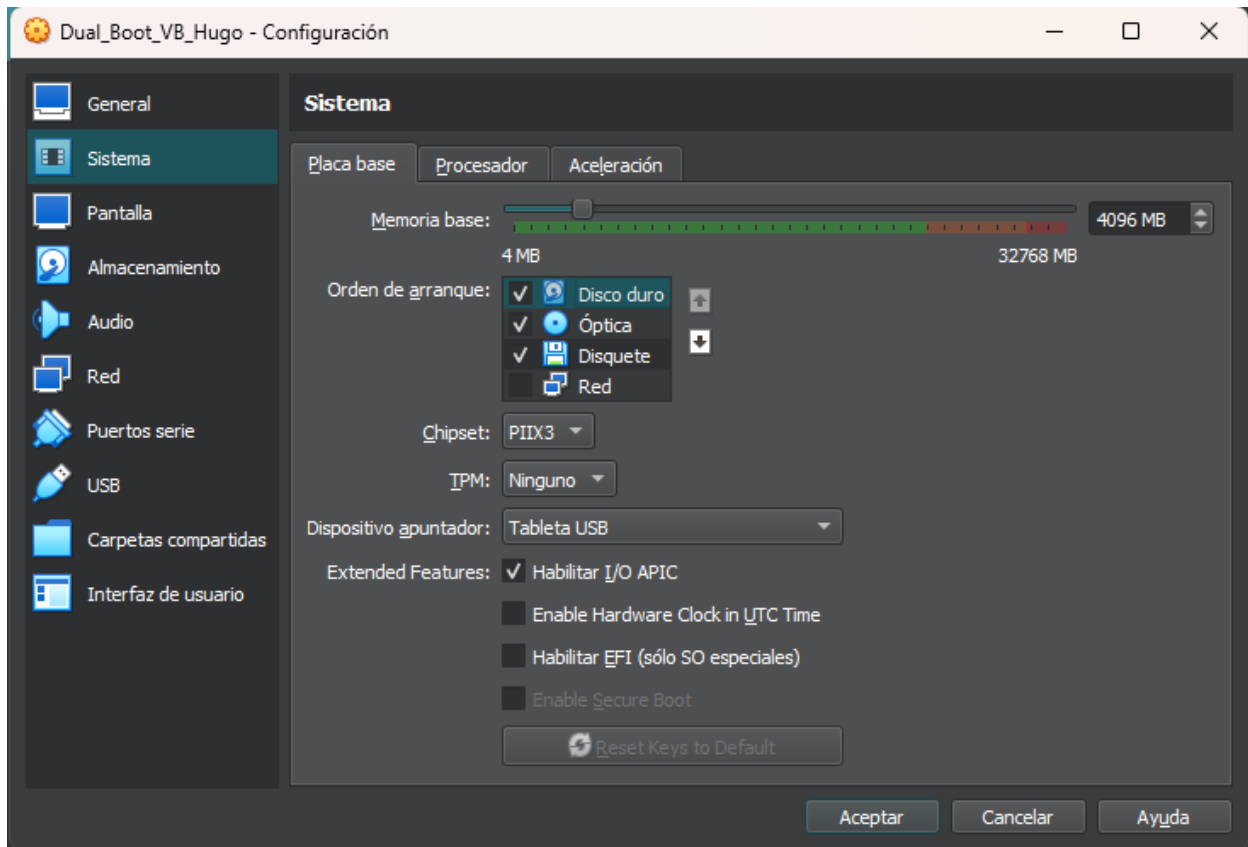 Dual_Boot_VB_Hugo - Configuración
General
Sistema
Pantalla
Almacenamiento
Audio
Red
Puertos serie
USB
Carpetas compartidas
Interfaz de usuario
Sistema
Placa base Procesador Aceleración
Memoria base: 4096 MB
4 MB 32768 MB
Orden de arranque: Disco duro
Óptica
Disquete
Red
Chipset: PIIX3
TPM: Ninguno
Dispositivo apuntador: Tableta USB
Extended Features: Habilitar I/O APIC
Enable Hardware Clock in UTC Time
Habilitar EFI (sólo SO especiales)
Enable Secure Boot
Reset Keys to Default
Aceptar Cancelar Ayuda